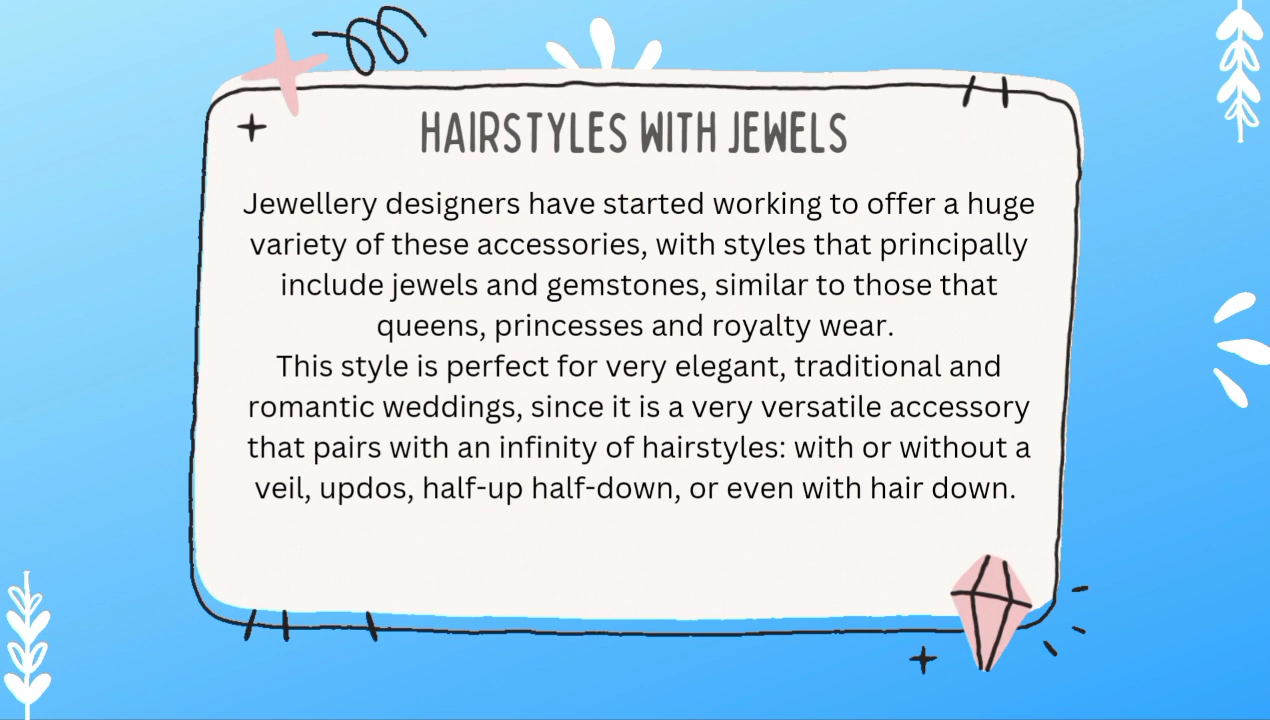 HAIRSTYLES WITH JEWELS
Jewellery designers have started working to offer a huge
variety of these accessories, with styles that principally
include jewels and gemstones, similar to those that
queens, princesses and royalty wear.
This style is perfect for very elegant, traditional and
romantic weddings, since it is a very versatile accessory
that pairs with an infinity of hairstyles: with or without a
veil, updos, half-up half-down, or even with hair down.